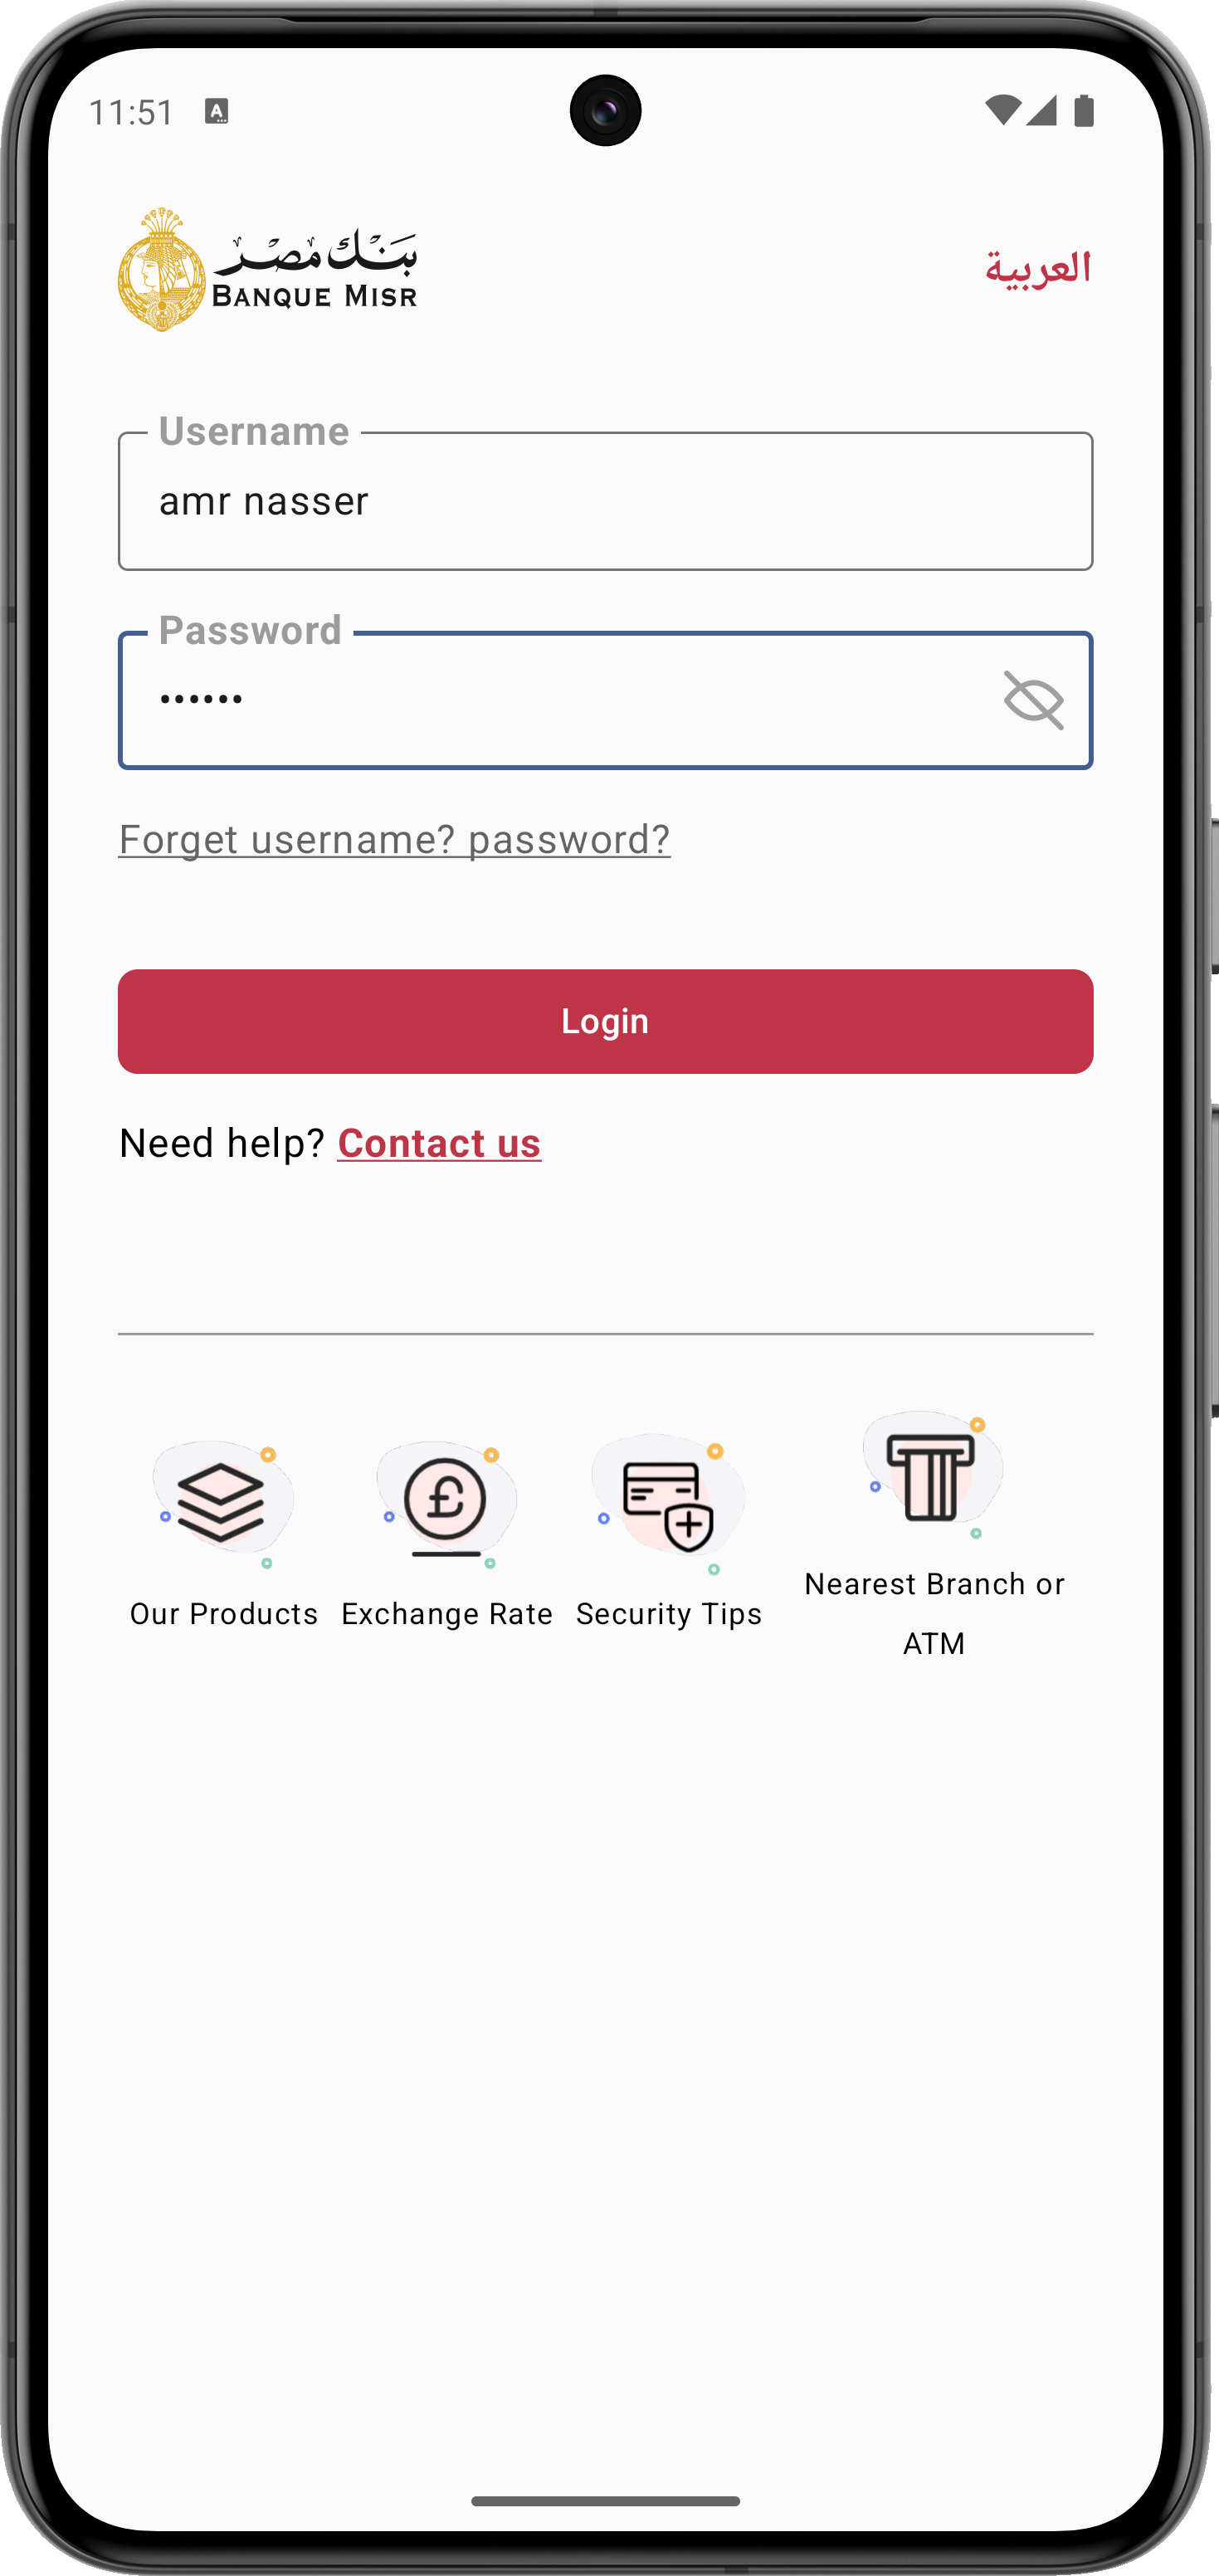 11:51
بنك مصر
BANQUE MISR
العربية
Username
amr nasser
Password
••••••
Forget username? password?
Login
Need help? Contact us
Our Products
Exchange Rate
Security Tips
Nearest Branch or
ATM